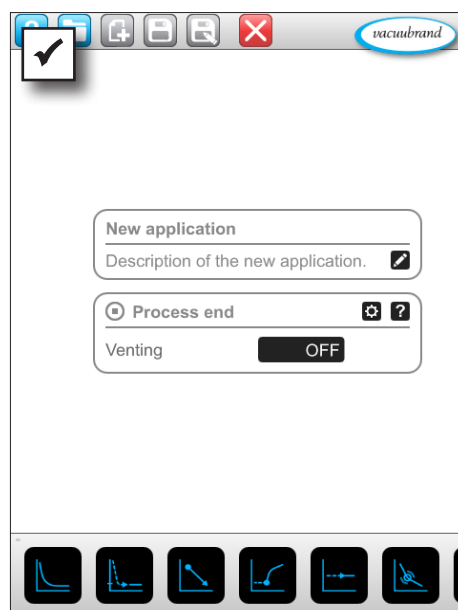 vacuubrand
New application
Description of the new application.
Process end
?
Venting OFF